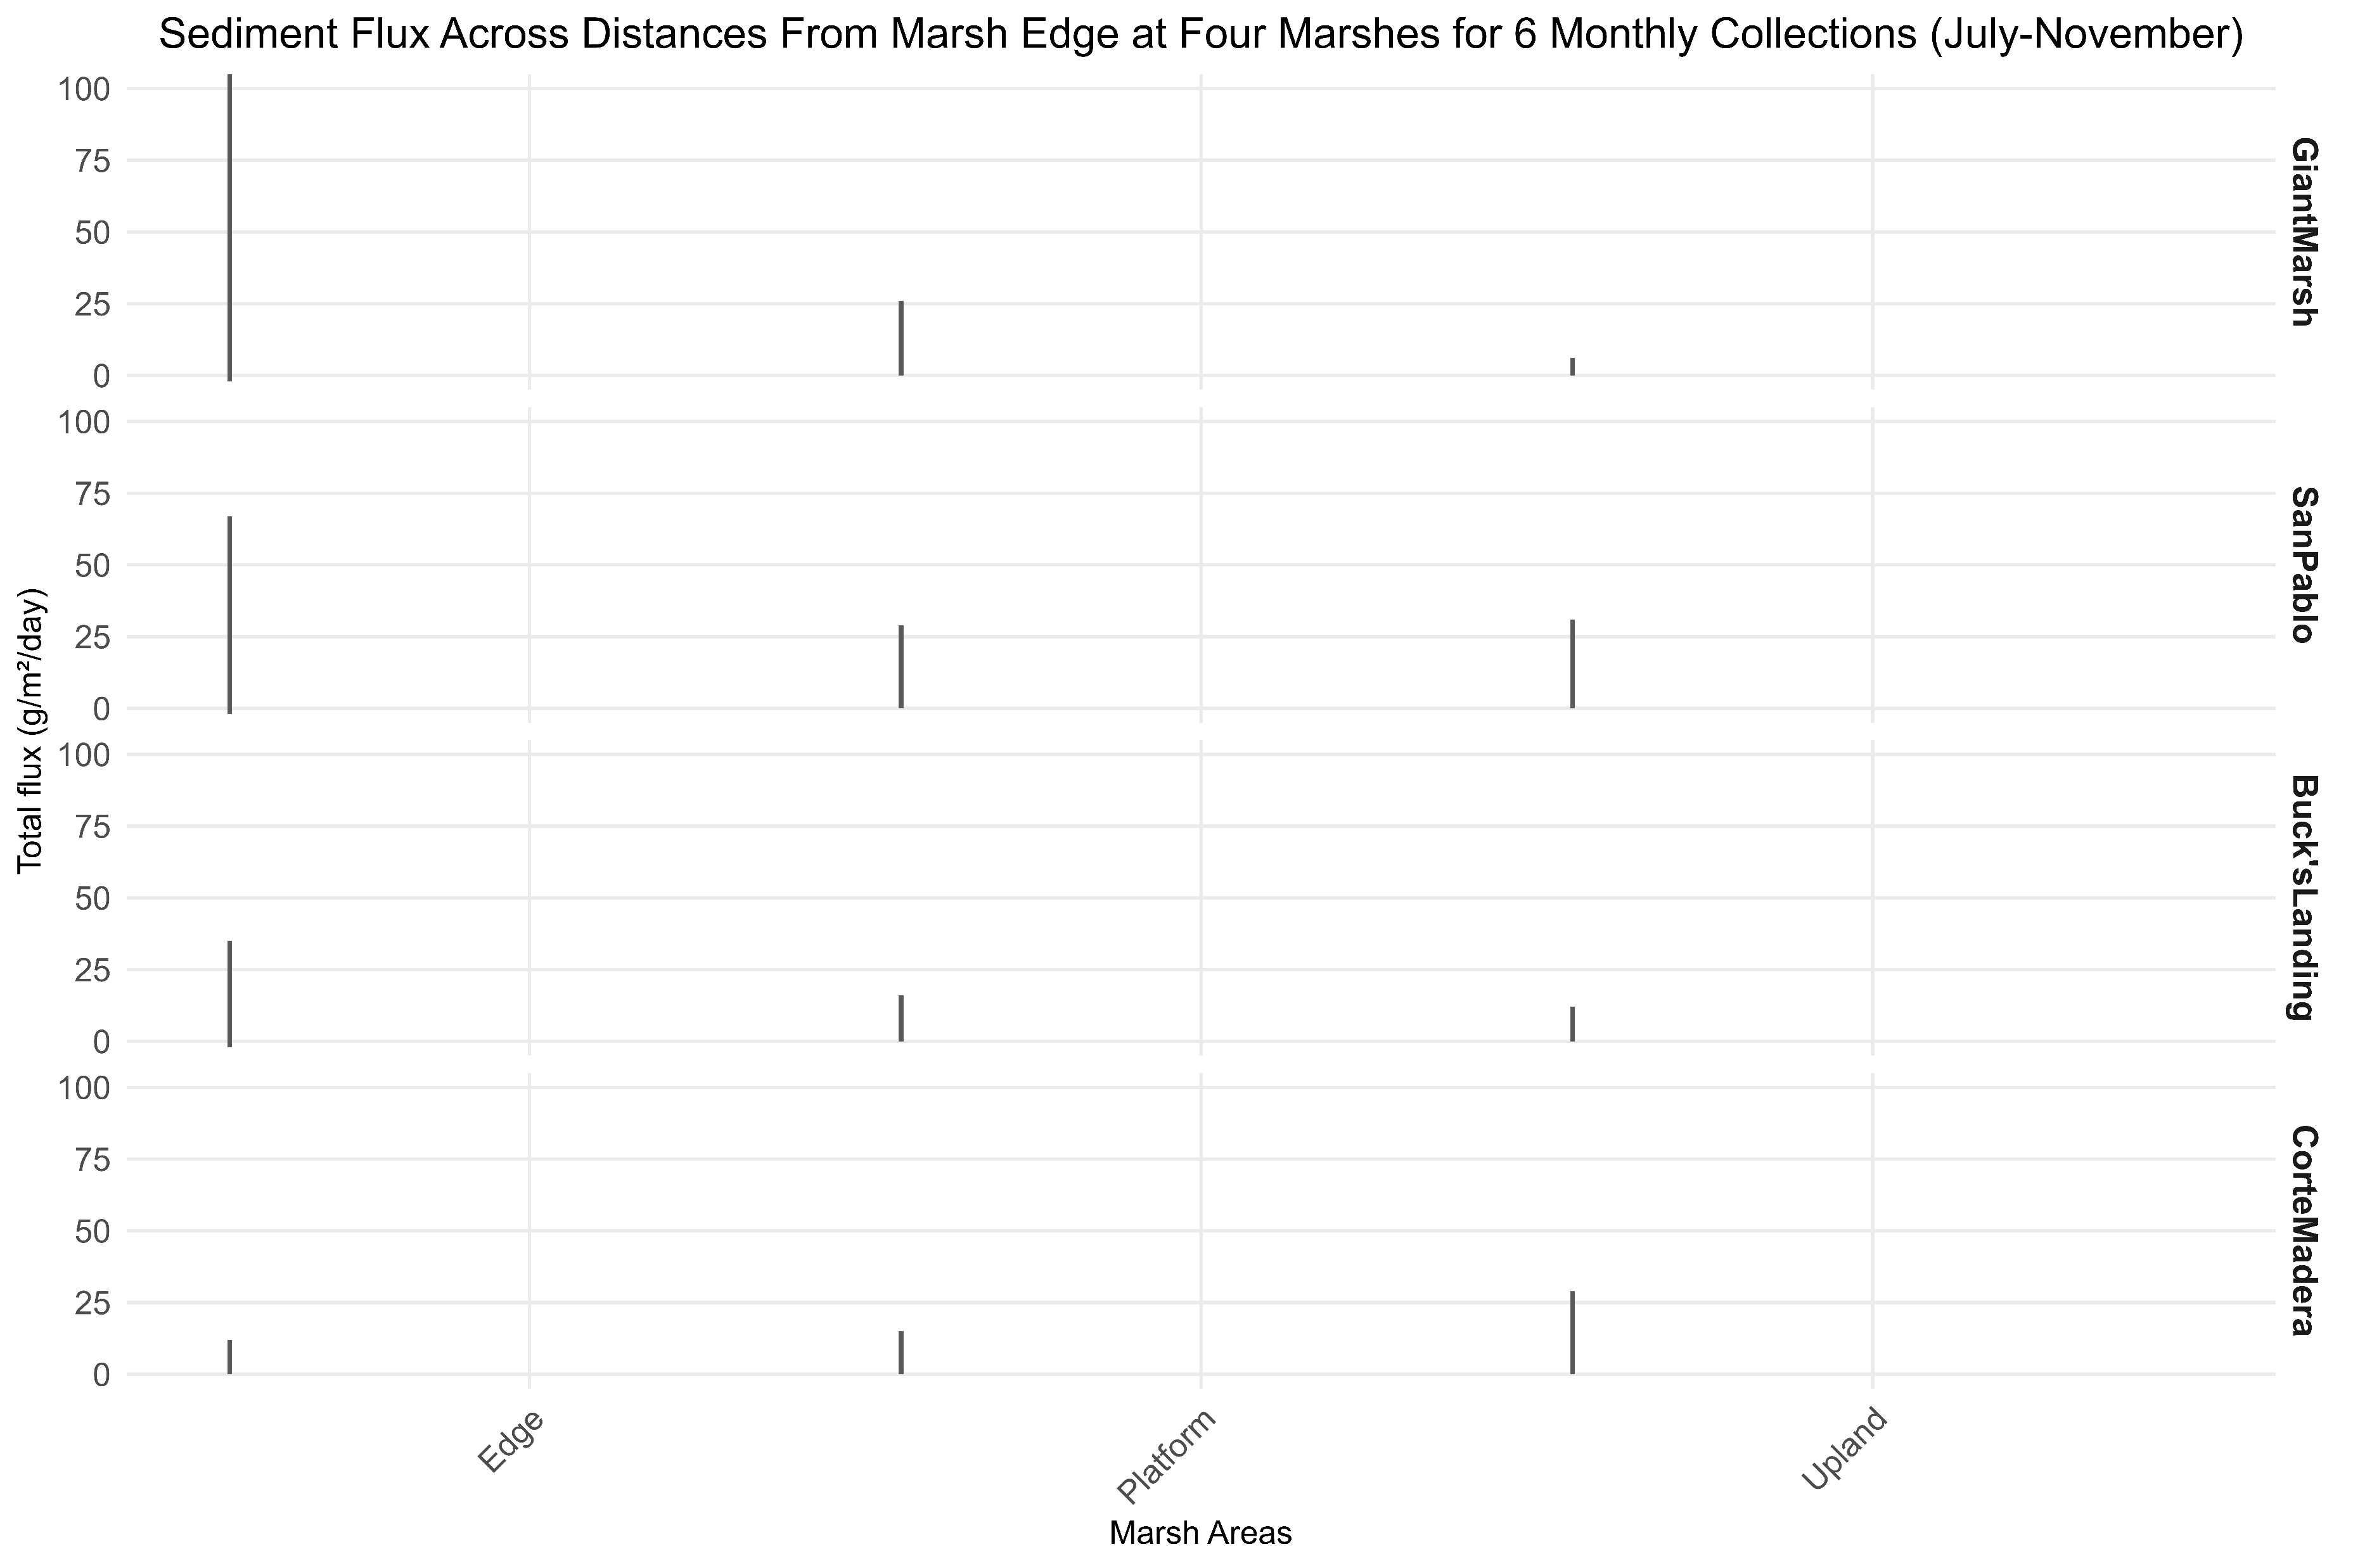 Sediment Flux Across Distances From Marsh Edge at Four Marshes for 6 Monthly Collections (July-November)
Total flux (g/m²/day)
100
75
50
25
0
GiantMarsh
100
75
50
25
0
SanPablo
100
75
50
25
0
Buck'sLanding
100
75
50
25
0
CorteMadera
Edge
Platform
Upland
Marsh Areas